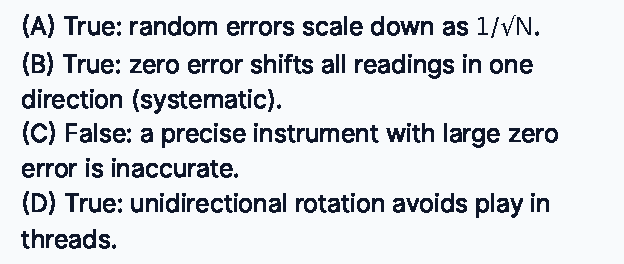 (A) True: random errors scale down as 1/√N.
(B) True: zero error shifts all readings in one
direction (systematic).
(C) False: a precise instrument with large zero
error is inaccurate.
(D) True: unidirectional rotation avoids play in
threads.